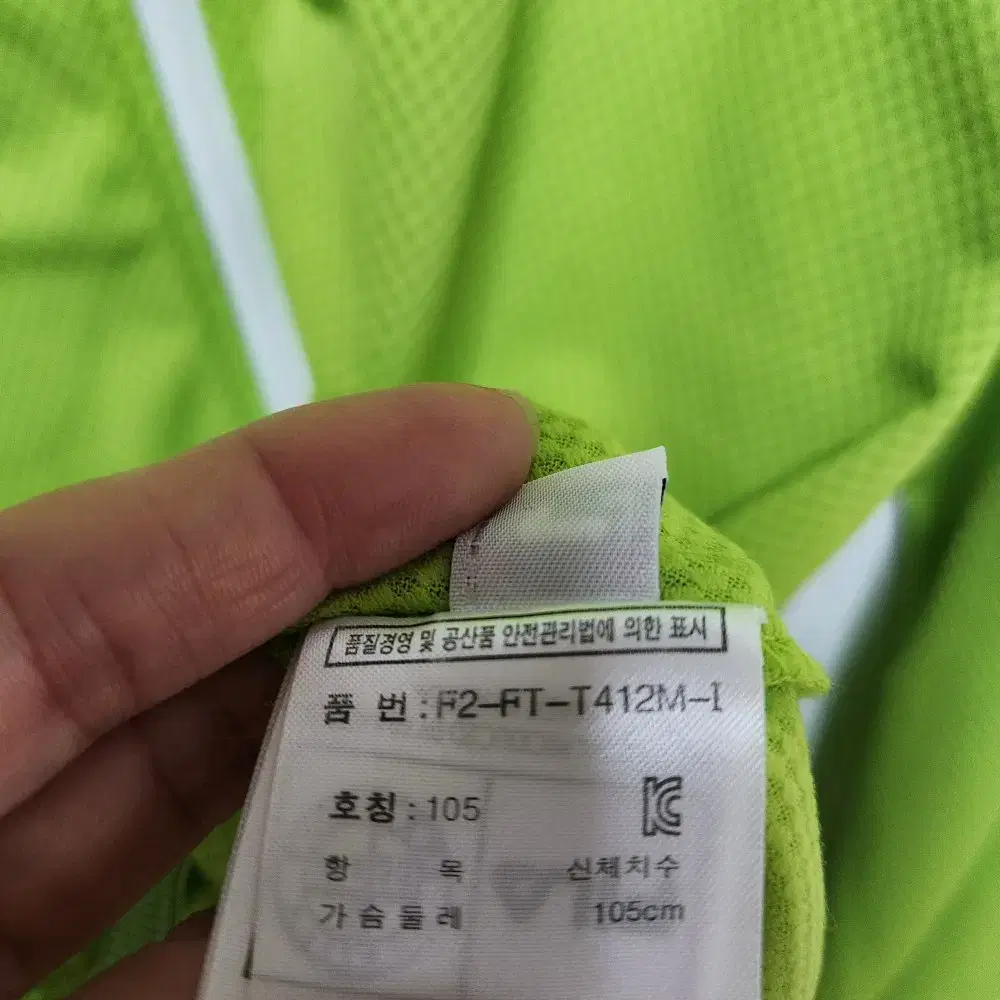 품질경영 및 공산품 안전관리법에 의한 표시
품 번 : F2-FT-T412M-I
호칭 : 105
항 목 신체치수
가슴둘레 105cm